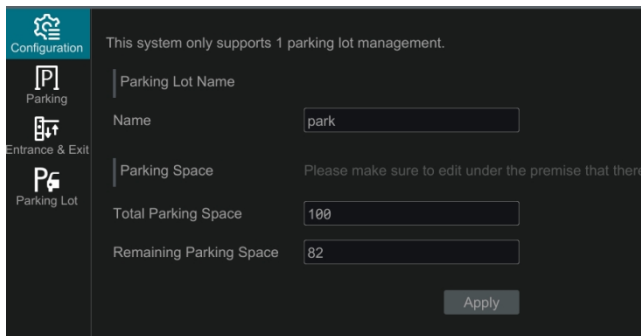 Configuration
This system only supports 1 parking lot management.
Parking
Parking Lot Name
Name park
Entrance & Exit
Parking Space Please make sure to edit under the premise that there
Parking Lot
Total Parking Space 100
Remaining Parking Space 82
Apply